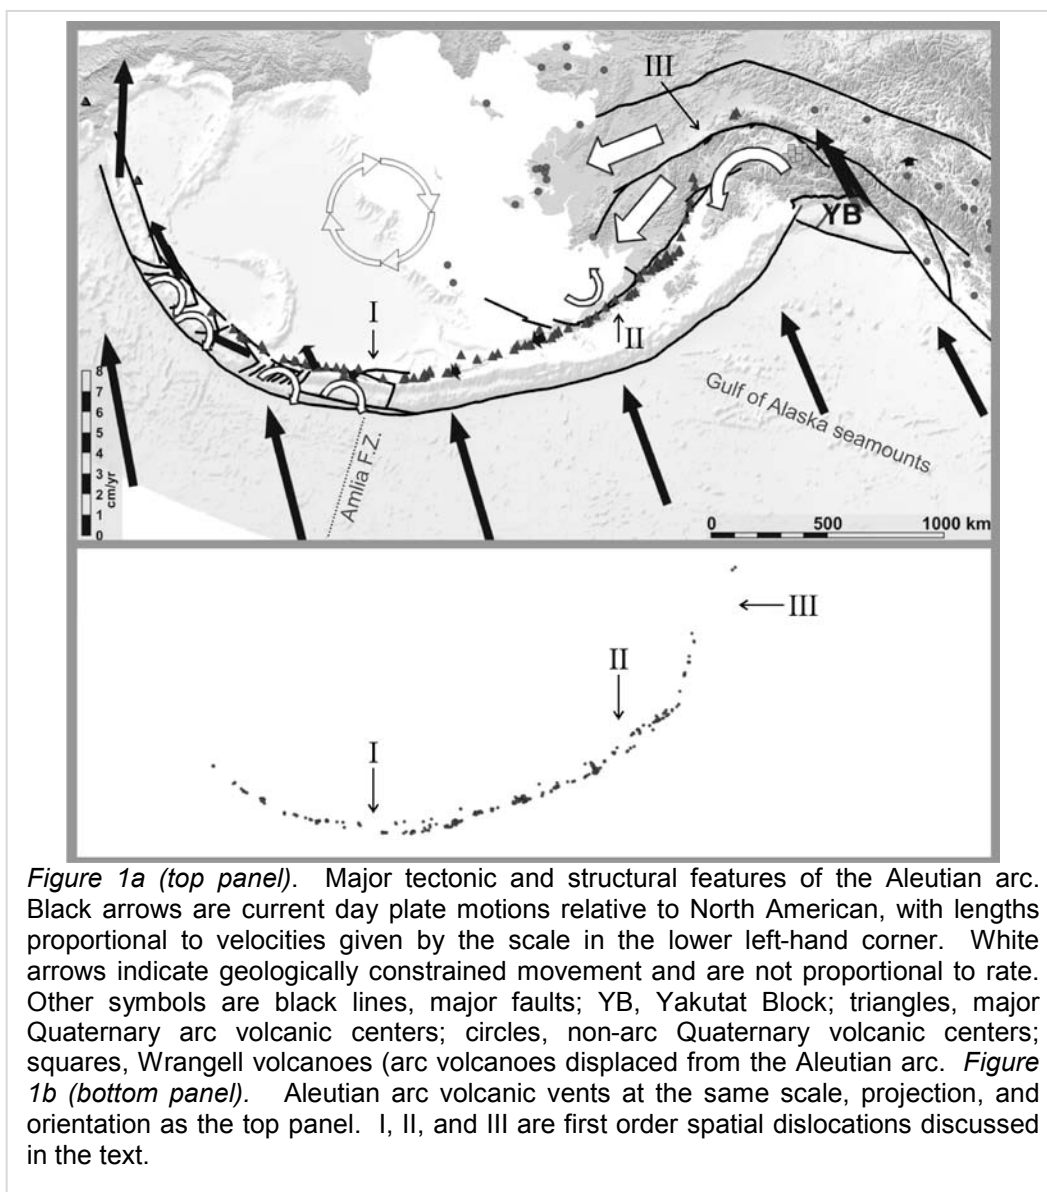 III
YB
I
II
8
7
6
5
4
3
2
1
0
cm/yr
Amlia F.Z.
Gulf of Alaska seamounts
0 500 1000 km
III
II
I
Figure 1a (top panel). Major tectonic and structural features of the Aleutian arc.
Black arrows are current day plate motions relative to North American, with lengths
proportional to velocities given by the scale in the lower left-hand corner. White
arrows indicate geologically constrained movement and are not proportional to rate.
Other symbols are black lines, major faults; YB, Yakutat Block; triangles, major
Quaternary arc volcanic centers; circles, non-arc Quaternary volcanic centers;
squares, Wrangell volcanoes (arc volcanoes displaced from the Aleutian arc. Figure
1b (bottom panel). Aleutian arc volcanic vents at the same scale, projection, and
orientation as the top panel. I, II, and III are first order spatial dislocations discussed
in the text.